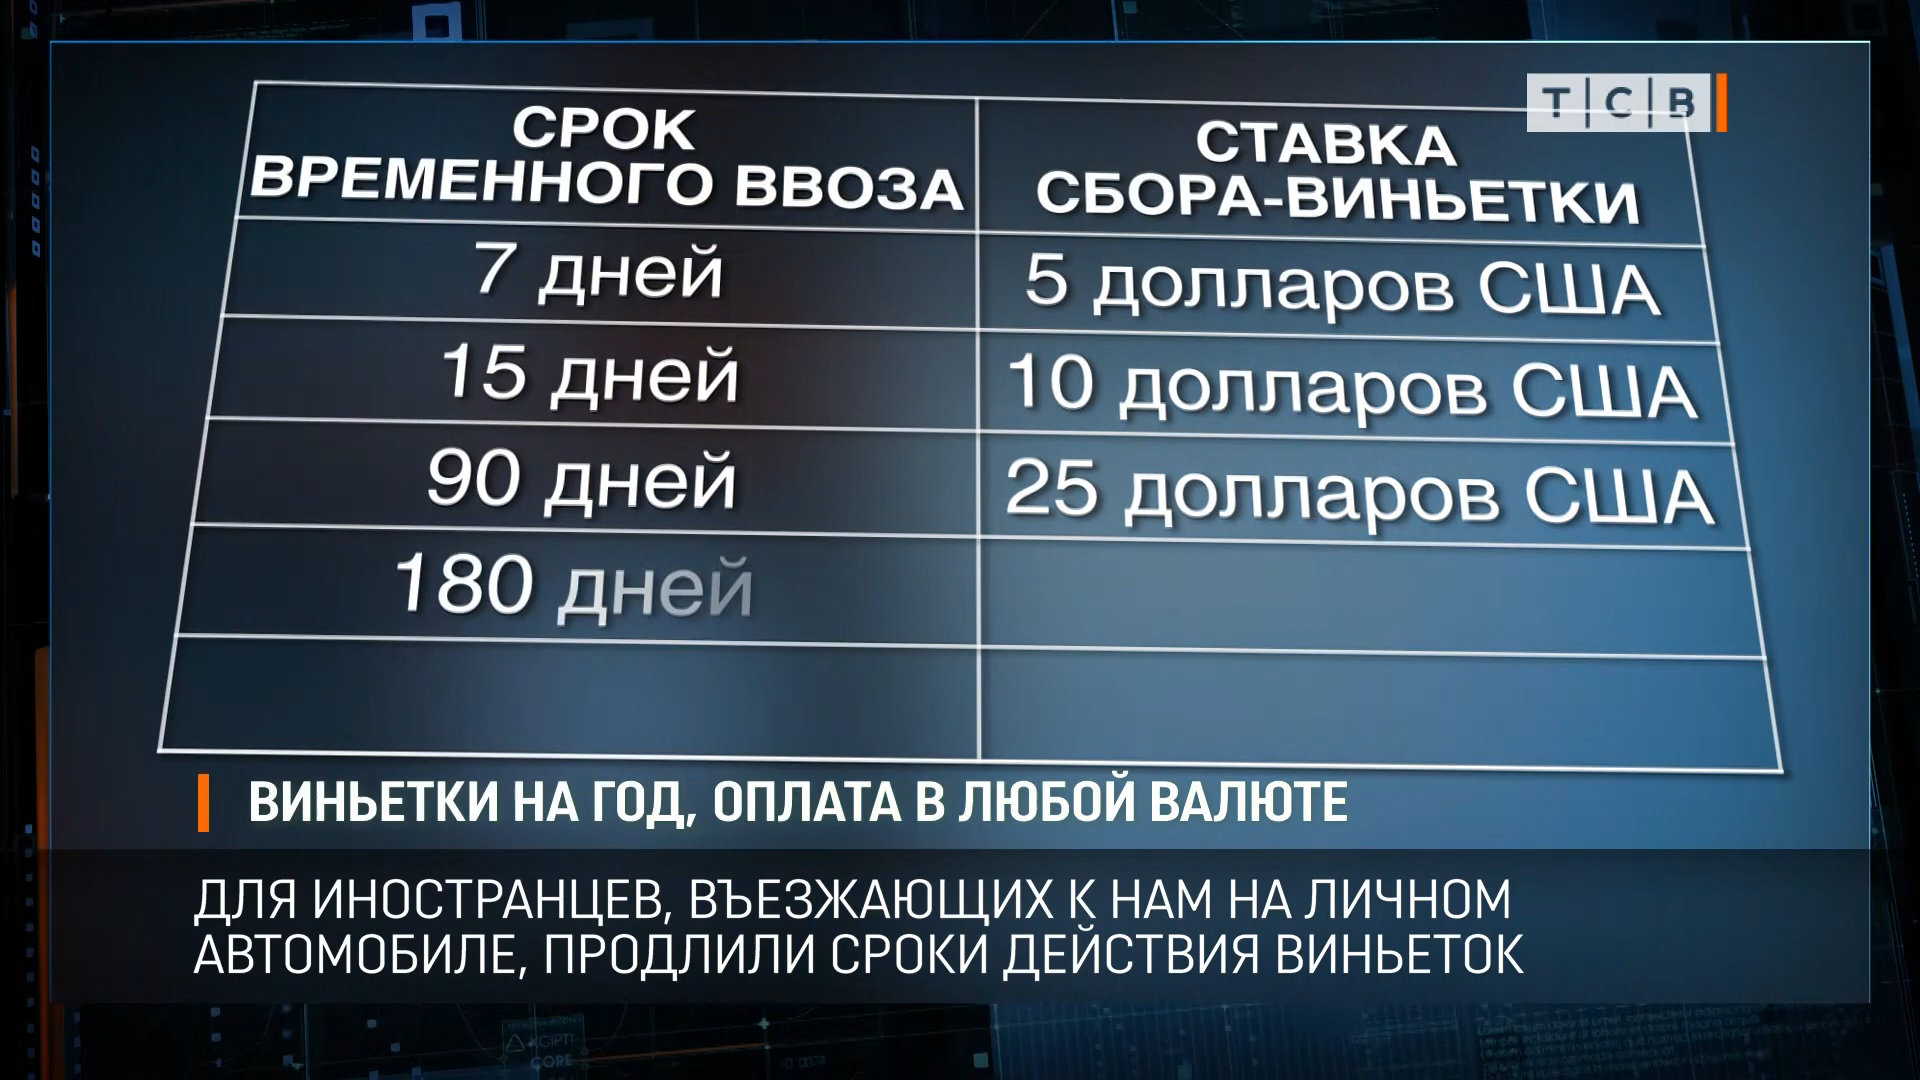 Т|С|В
СРОК
ВРЕМЕННОГО ВВОЗА
СТАВКА
СБОРА-ВИНЬЕТКИ
7 дней
5 долларов США
15 дней
10 долларов США
90 дней
25 долларов США
180 дней
ВИНЬЕТКИ НА ГОД, ОПЛАТА В ЛЮБОЙ ВАЛЮТЕ
ДЛЯ ИНОСТРАНЦЕВ, ВЪЕЗЖАЮЩИХ К НАМ НА ЛИЧНОМ
АВТОМОБИЛЕ, ПРОДЛИЛИ СРОКИ ДЕЙСТВИЯ ВИНЬЕТОК
CORE